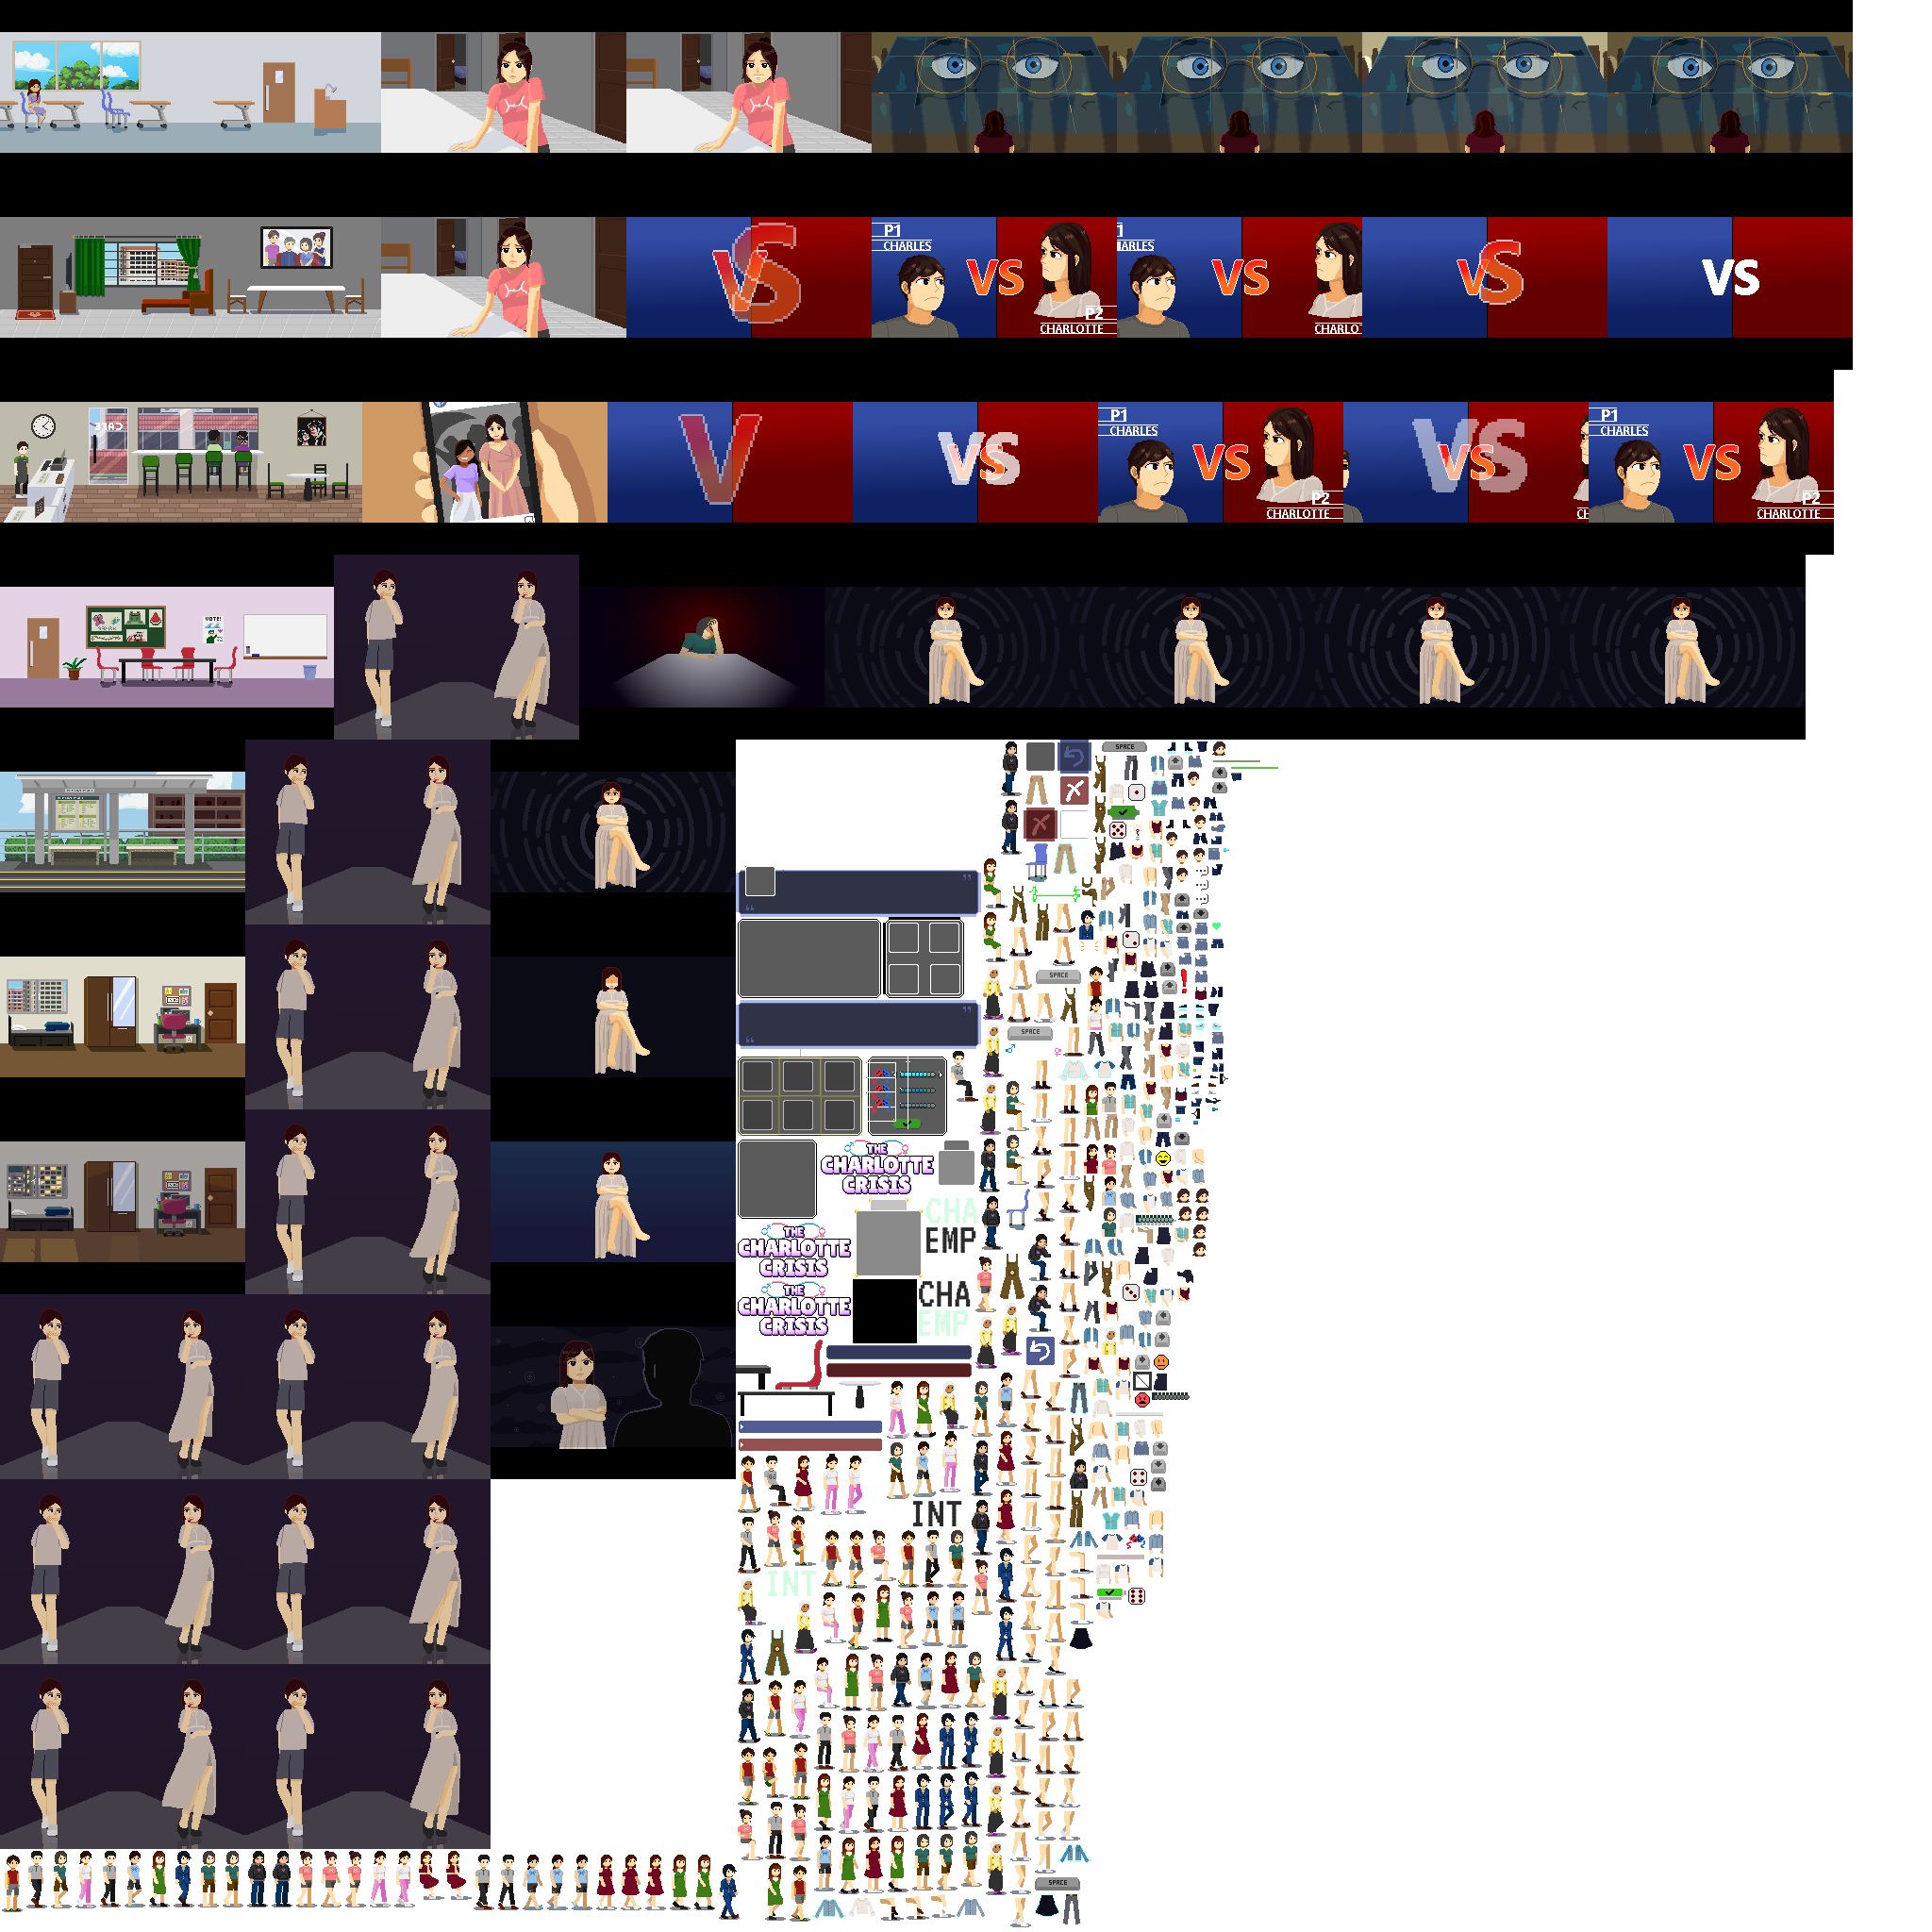 P1
CHARLES
VS
P2
CHARLOTTE
1
IARLES
VS
CHARLO
VS
VS
VS
CAFE
V
VS
P1
CHARLES
VS
P2
CHARLOTTE
VS
P1
CHARLES
VS
P2
CHARLOTTE
VOTE!
SPACE
SPACE
SPACE
THE
CHARLOTTE
CRISIS
CHA
EMP
THE
CHARLOTTE
CRISIS
CHA
EMP
THE
CHARLOTTE
CRISIS
INT
INT
SPACE